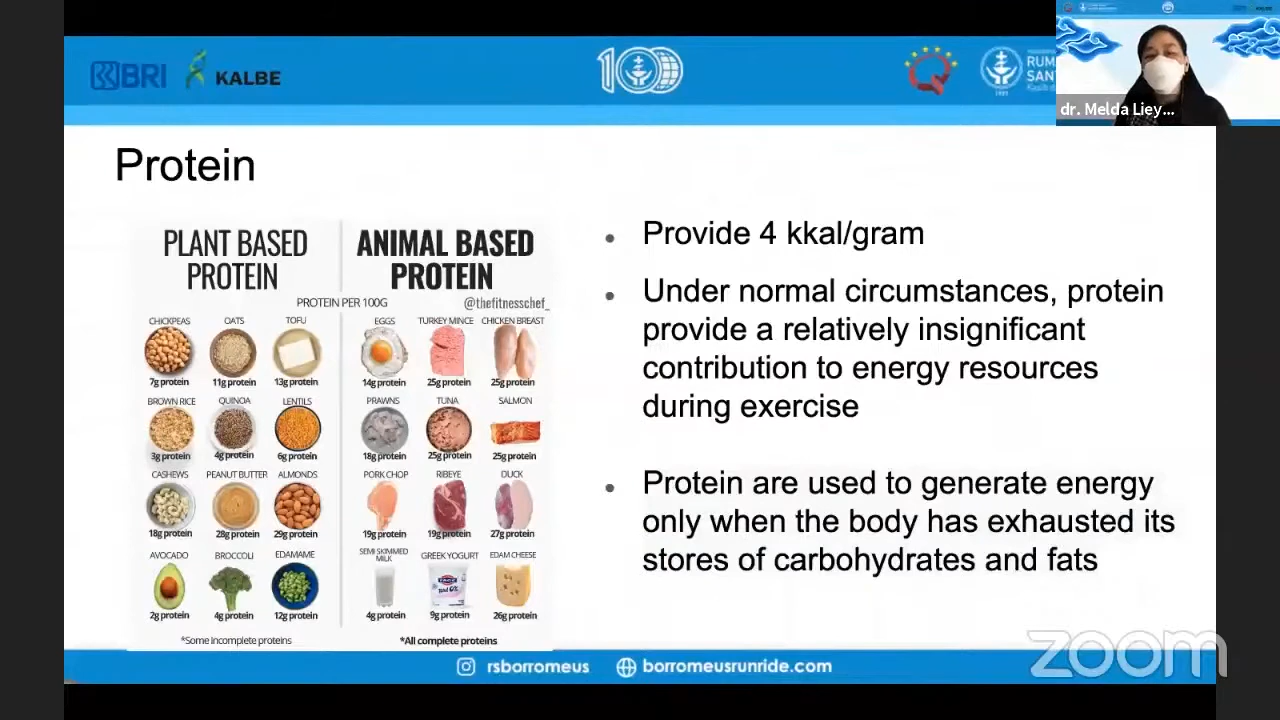 BRI
KALBE
100
RUM
SANT
dr. Melda Liey...
Protein
PLANT BASED
PROTEIN
ANIMAL BASED
PROTEIN
PROTEIN PER 100G
@thefitnesschef_
CHICKPEAS OATS TOFU
7g protein 11g protein 13g protein
BROWN RICE QUINOA LENTILS
3g protein 4g protein 6g protein
CASHEWS PEANUT BUTTER ALMONDS
18g protein 28g protein 29g protein
AVOCADO BROCCOLI EDAMAME
2g protein 4g protein 12g protein
*Some incomplete proteins
EGGS TURKEY MINCE CHICKEN BREAST
14g protein 25g protein 25g protein
PRAWNS TUNA SALMON
18g protein 25g protein 25g protein
PORK CHOP RIBEYE DUCK
19g protein 19g protein 27g protein
SEMI SKIMMED
MILK
GREEK YOGURT EDAM CHEESE
4g protein 9g protein 26g protein
*All complete proteins
• Provide 4 kkal/gram
• Under normal circumstances, protein
provide a relatively insignificant
contribution to energy resources
during exercise
• Protein are used to generate energy
only when the body has exhausted its
stores of carbohydrates and fats
rsborromeus
borromeusrunride.com
zoom